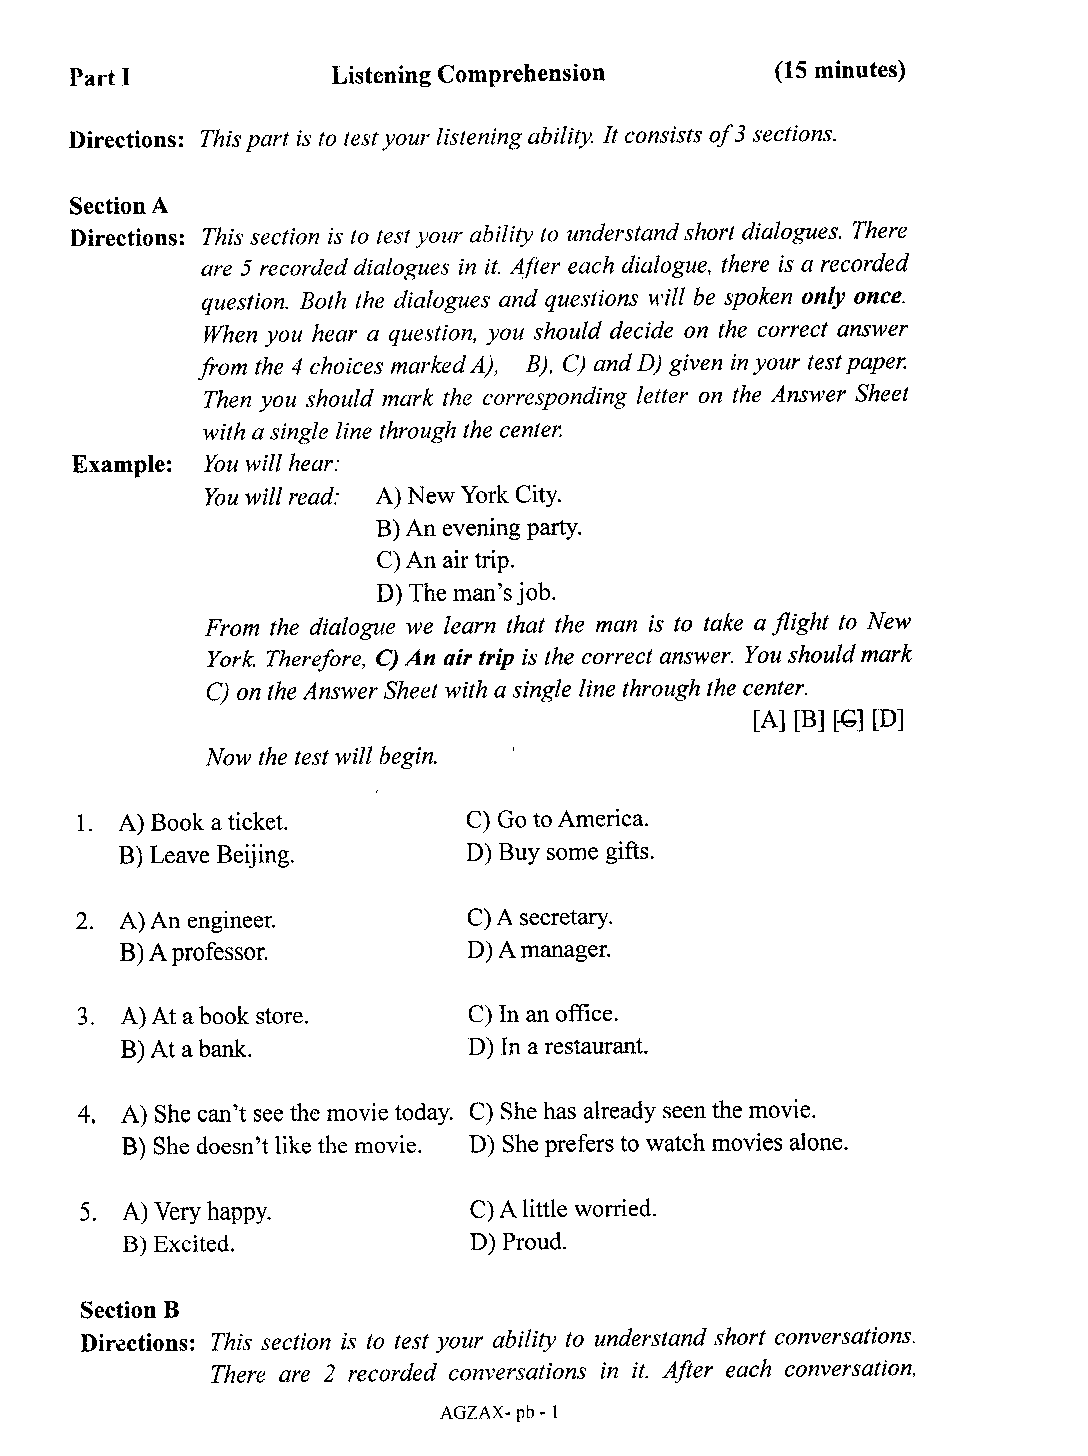 Part I Listening Comprehension (15 minutes)
Directions: This part is to test your listening ability. It consists of 3 sections.
Section A
Directions: This section is to test your ability to understand short dialogues. There
are 5 recorded dialogues in it. After each dialogue, there is a recorded
question. Both the dialogues and questions will be spoken only once.
When you hear a question, you should decide on the correct answer
from the 4 choices marked A), B), C) and D) given in your test paper.
Then you should mark the corresponding letter on the Answer Sheet
with a single line through the center.
Example: You will hear:
You will read: A) New York City.
B) An evening party.
C) An air trip.
D) The man's job.
From the dialogue we learn that the man is to take a flight to New
York. Therefore, C) An air trip is the correct answer. You should mark
C) on the Answer Sheet with a single line through the center.
[A] [B] [C] [D]
Now the test will begin.
1. A) Book a ticket. C) Go to America.
B) Leave Beijing. D) Buy some gifts.
2. A) An engineer. C) A secretary.
B) A professor. D) A manager.
3. A) At a book store. C) In an office.
B) At a bank. D) In a restaurant.
4. A) She can't see the movie today. C) She has already seen the movie.
B) She doesn't like the movie. D) She prefers to watch movies alone.
5. A) Very happy. C) A little worried.
B) Excited. D) Proud.
Section B
Directions: This section is to test your ability to understand short conversations.
There are 2 recorded conversations in it. After each conversation,
AGZAX- pb - 1